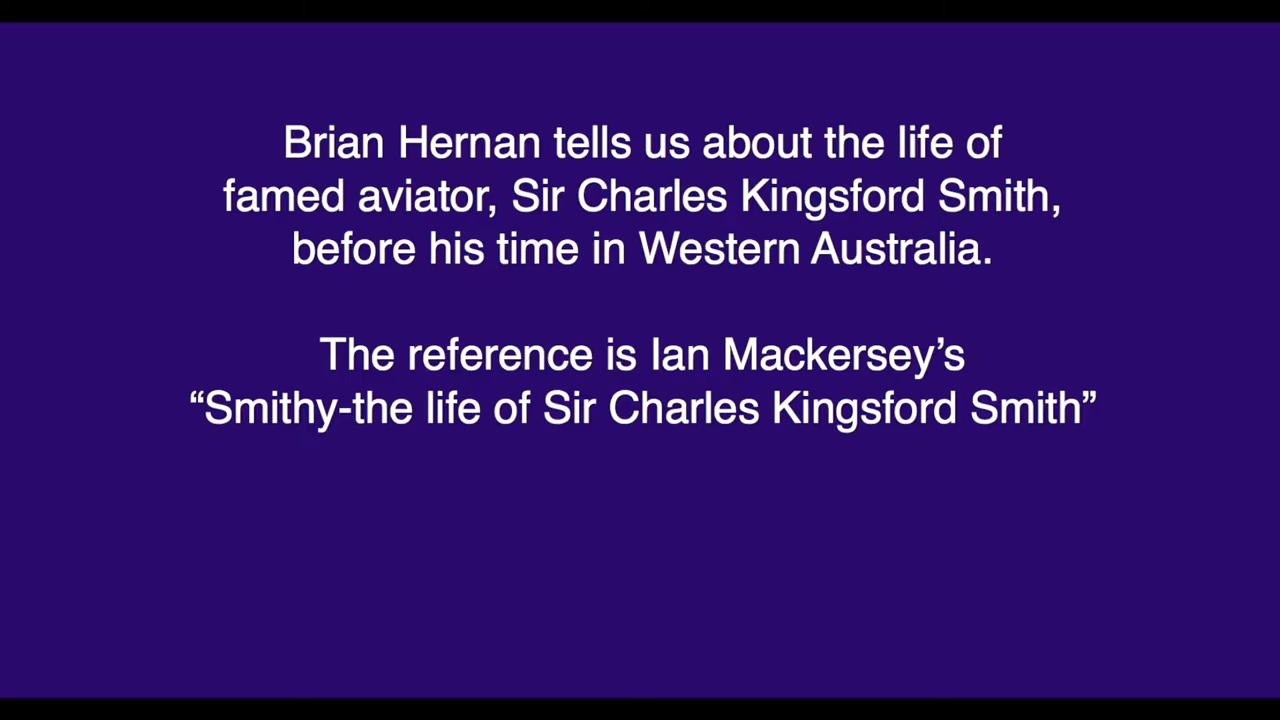 Brian Hernan tells us about the life of
famed aviator, Sir Charles Kingsford Smith,
before his time in Western Australia.
The reference is Ian Mackersey’s
“Smithy-the life of Sir Charles Kingsford Smith”